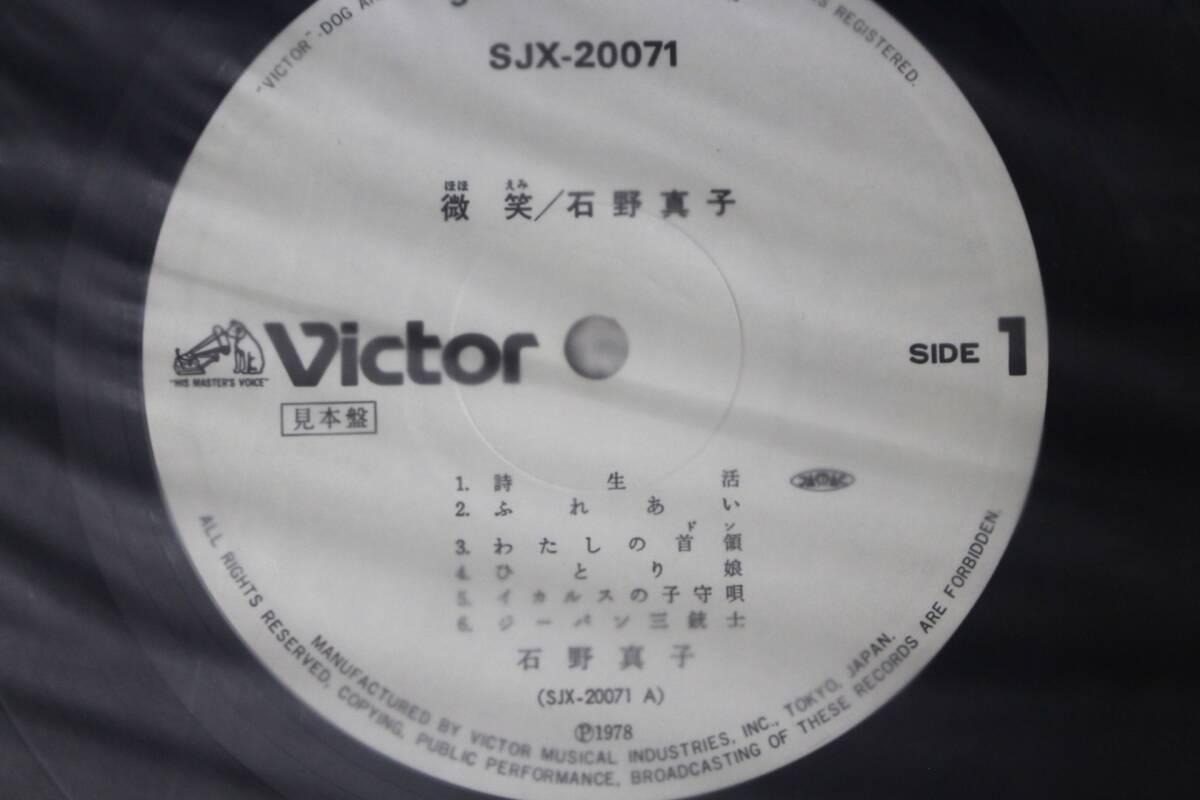 "VICTOR"-DOG
REGISTERED.
SJX-20071
ほほ えみ
微笑/石野真子
Victor
"HIS MASTER'S VOICE"
SIDE 1
見本盤
1. 詩生活
2. ふれあい
ドン
3. わたしの首領
4. ひとり娘
5. イカルスの子守唄
6. ジーパン三銃士
石野真子
(SJX-20071 A)
Ⓟ1978
MANUFACTURED BY VICTOR MUSICAL INDUSTRIES, INC., TOKYO, JAPAN.
ALL RIGHTS RESERVED, COPYING, PUBLIC PERFORMANCE, BROADCASTING OF THESE RECORDS ARE FORBIDDEN.